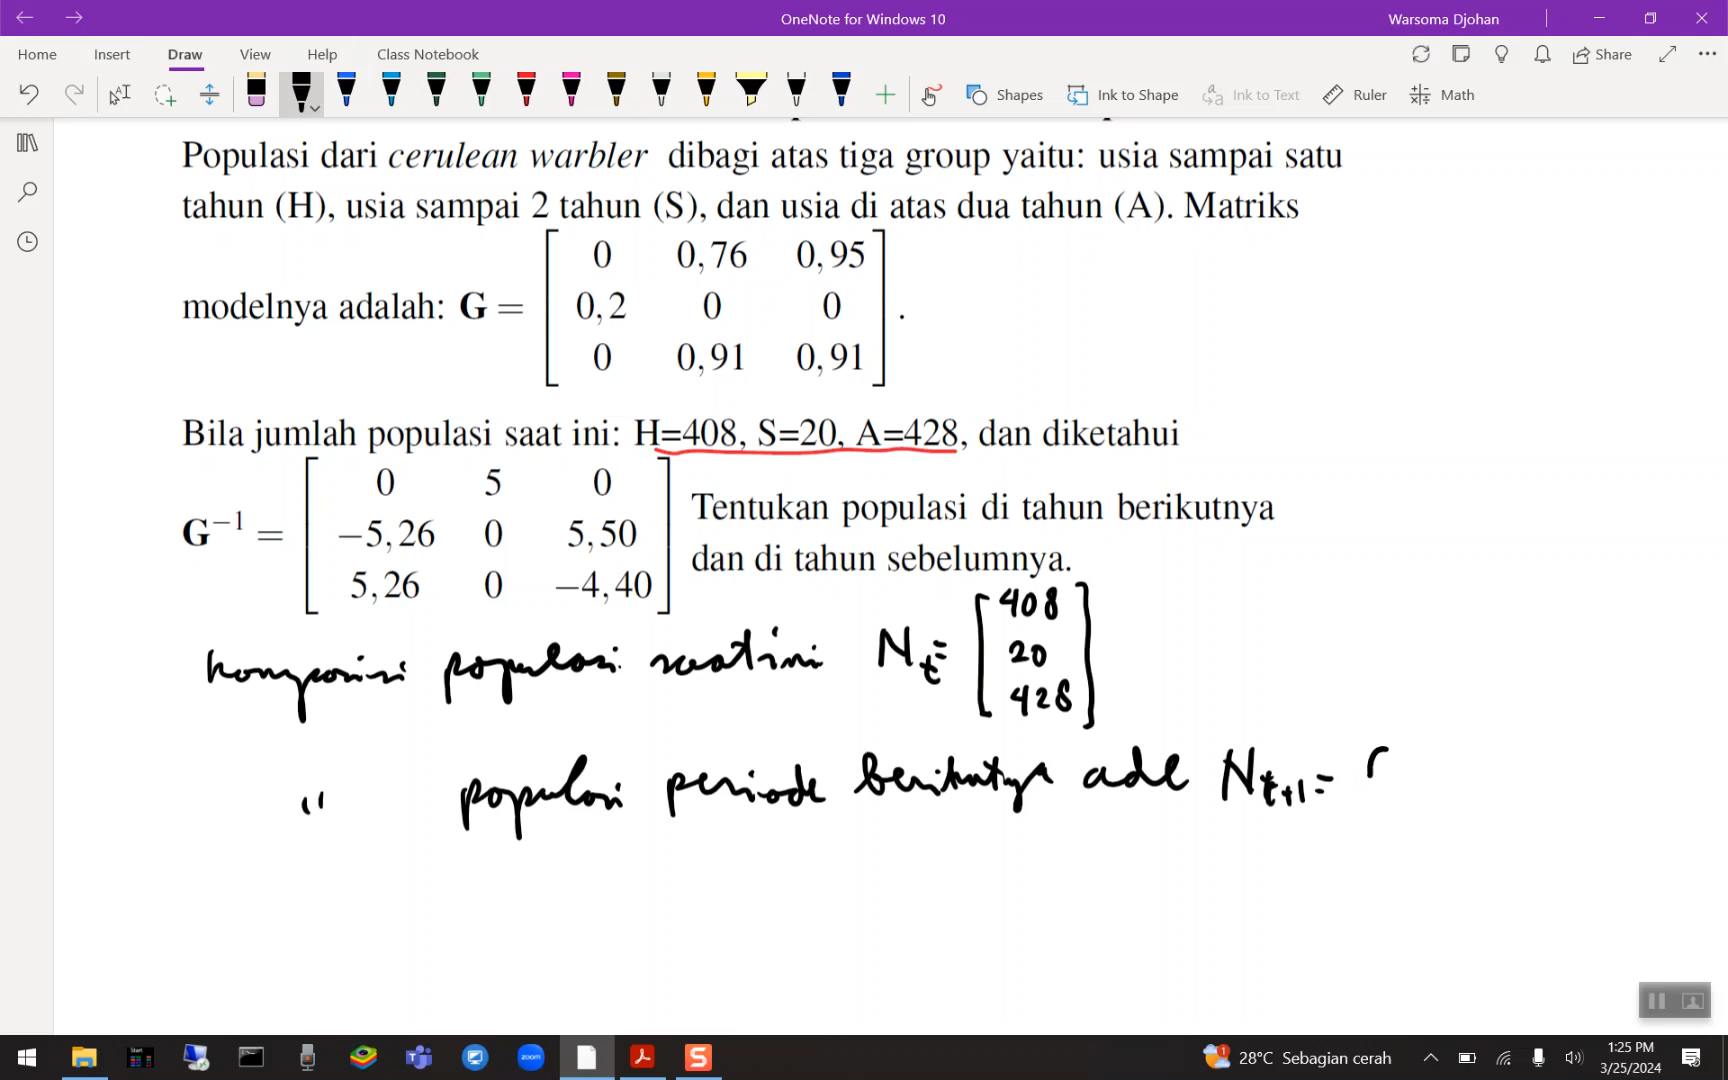 OneNote for Windows 10
Warsoma Djohan
Home Insert Draw View Help Class Notebook
Share
Shapes Ink to Shape Ink to Text Ruler Math
Populasi dari cerulean warbler dibagi atas tiga group yaitu: usia sampai satu
tahun (H), usia sampai 2 tahun (S), dan usia di atas dua tahun (A). Matriks
modelnya adalah: G = [ 0 0,76 0,95
0,2 0 0
0 0,91 0,91 ] .
Bila jumlah populasi saat ini: H=408, S=20, A=428, dan diketahui
G⁻¹ = [ 0 5 0
−5,26 0 5,50
5,26 0 −4,40 ]
Tentukan populasi di tahun berikutnya
dan di tahun sebelumnya.
komposisi populasi saat ini N_t = [ 408
20
428 ]
" populasi periode berikutnya adl N_t+1 = [
Start
zoom
28°C Sebagian cerah
1:25 PM
3/25/2024